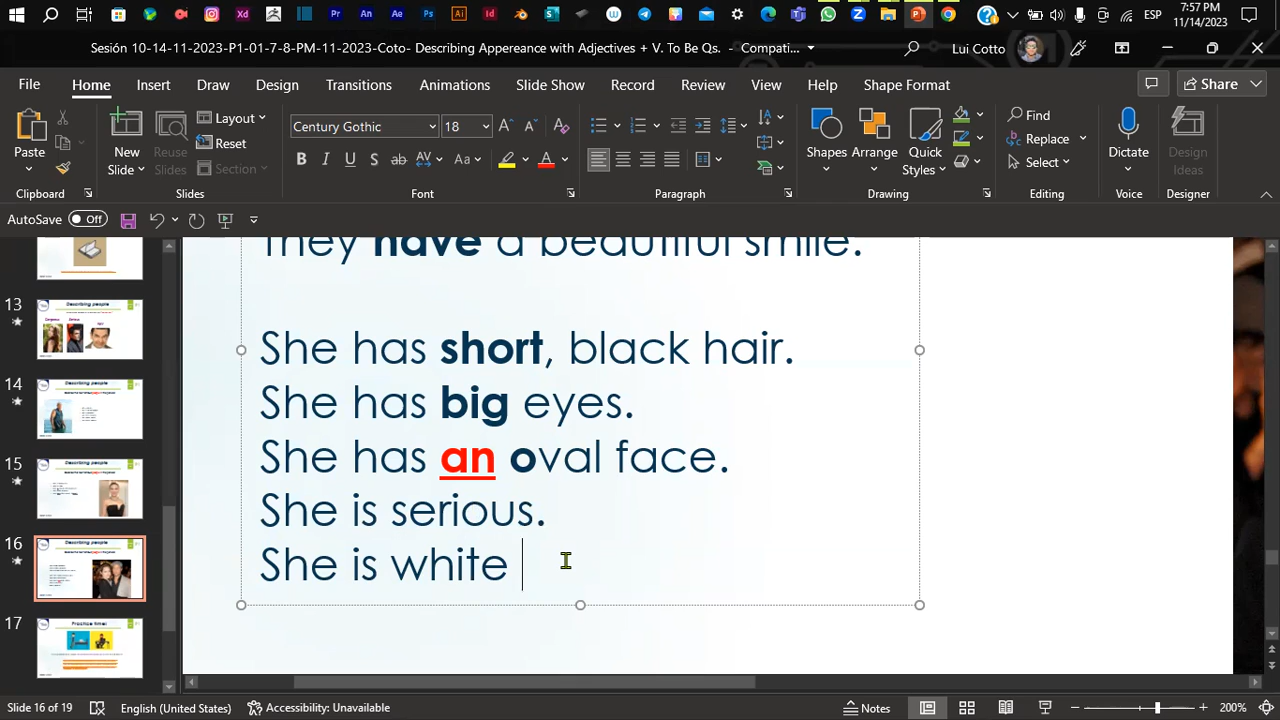 7:57 PM
ESP
11/14/2023
Sesión 10-14-11-2023-P1-01-7-8-PM-11-2023-Coto- Describing Appereance with Adjectives + V. To Be Qs. - Compati...
Lui Cotto
File Home Insert Draw Design Transitions Animations Slide Show Record Review View Help Shape Format Share
Paste
New Slide
Reuse Slides
Layout
Reset
Section
Century Gothic 18
Shapes Arrange Quick Styles
Find
Replace
Select
Dictate
Design Ideas
Clipboard Slides Font Paragraph Drawing Editing Voice Designer
AutoSave Off
They have a beautiful smile.
She has short, black hair.
She has big eyes.
She has an oval face.
She is serious.
She is white
13
Describing people
14
Describing people
15
Describing people
16
Describing people
17
Practice time!
Slide 16 of 19 English (United States) Accessibility: Unavailable Notes 200%